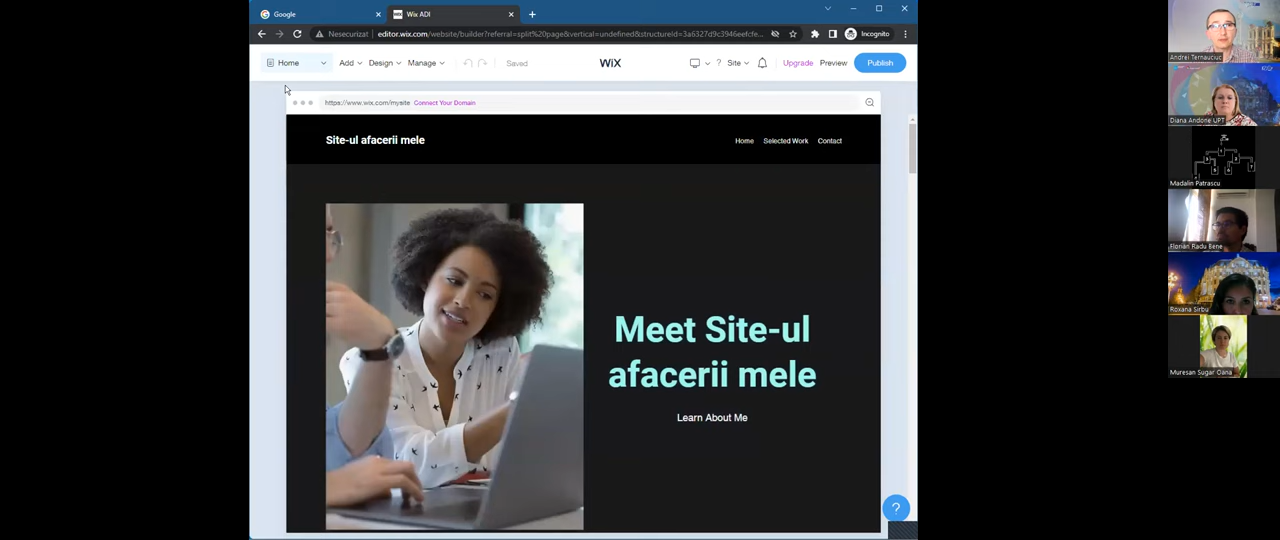 Google
WIX
Wix ADI
Nesecurizat
editor.wix.com/website/builder?referral=split%20page&vertical=undefined&structureId=3a6327d9c3946eefcfe...
Incognito
Home
Add
Design
Manage
Saved
WiX
?
Site
Upgrade
Preview
Publish
https://www.wix.com/mysite
Connect Your Domain
Site-ul afacerii mele
Home
Selected Work
Contact
Meet Site-ul
afacerii mele
Learn About Me
?
Andrei Ternauciuc
Diana Andone UPT
Madalin Patrascu
Florian Radu Bene
Roxana Sirbu
Muresan Sugar Oana